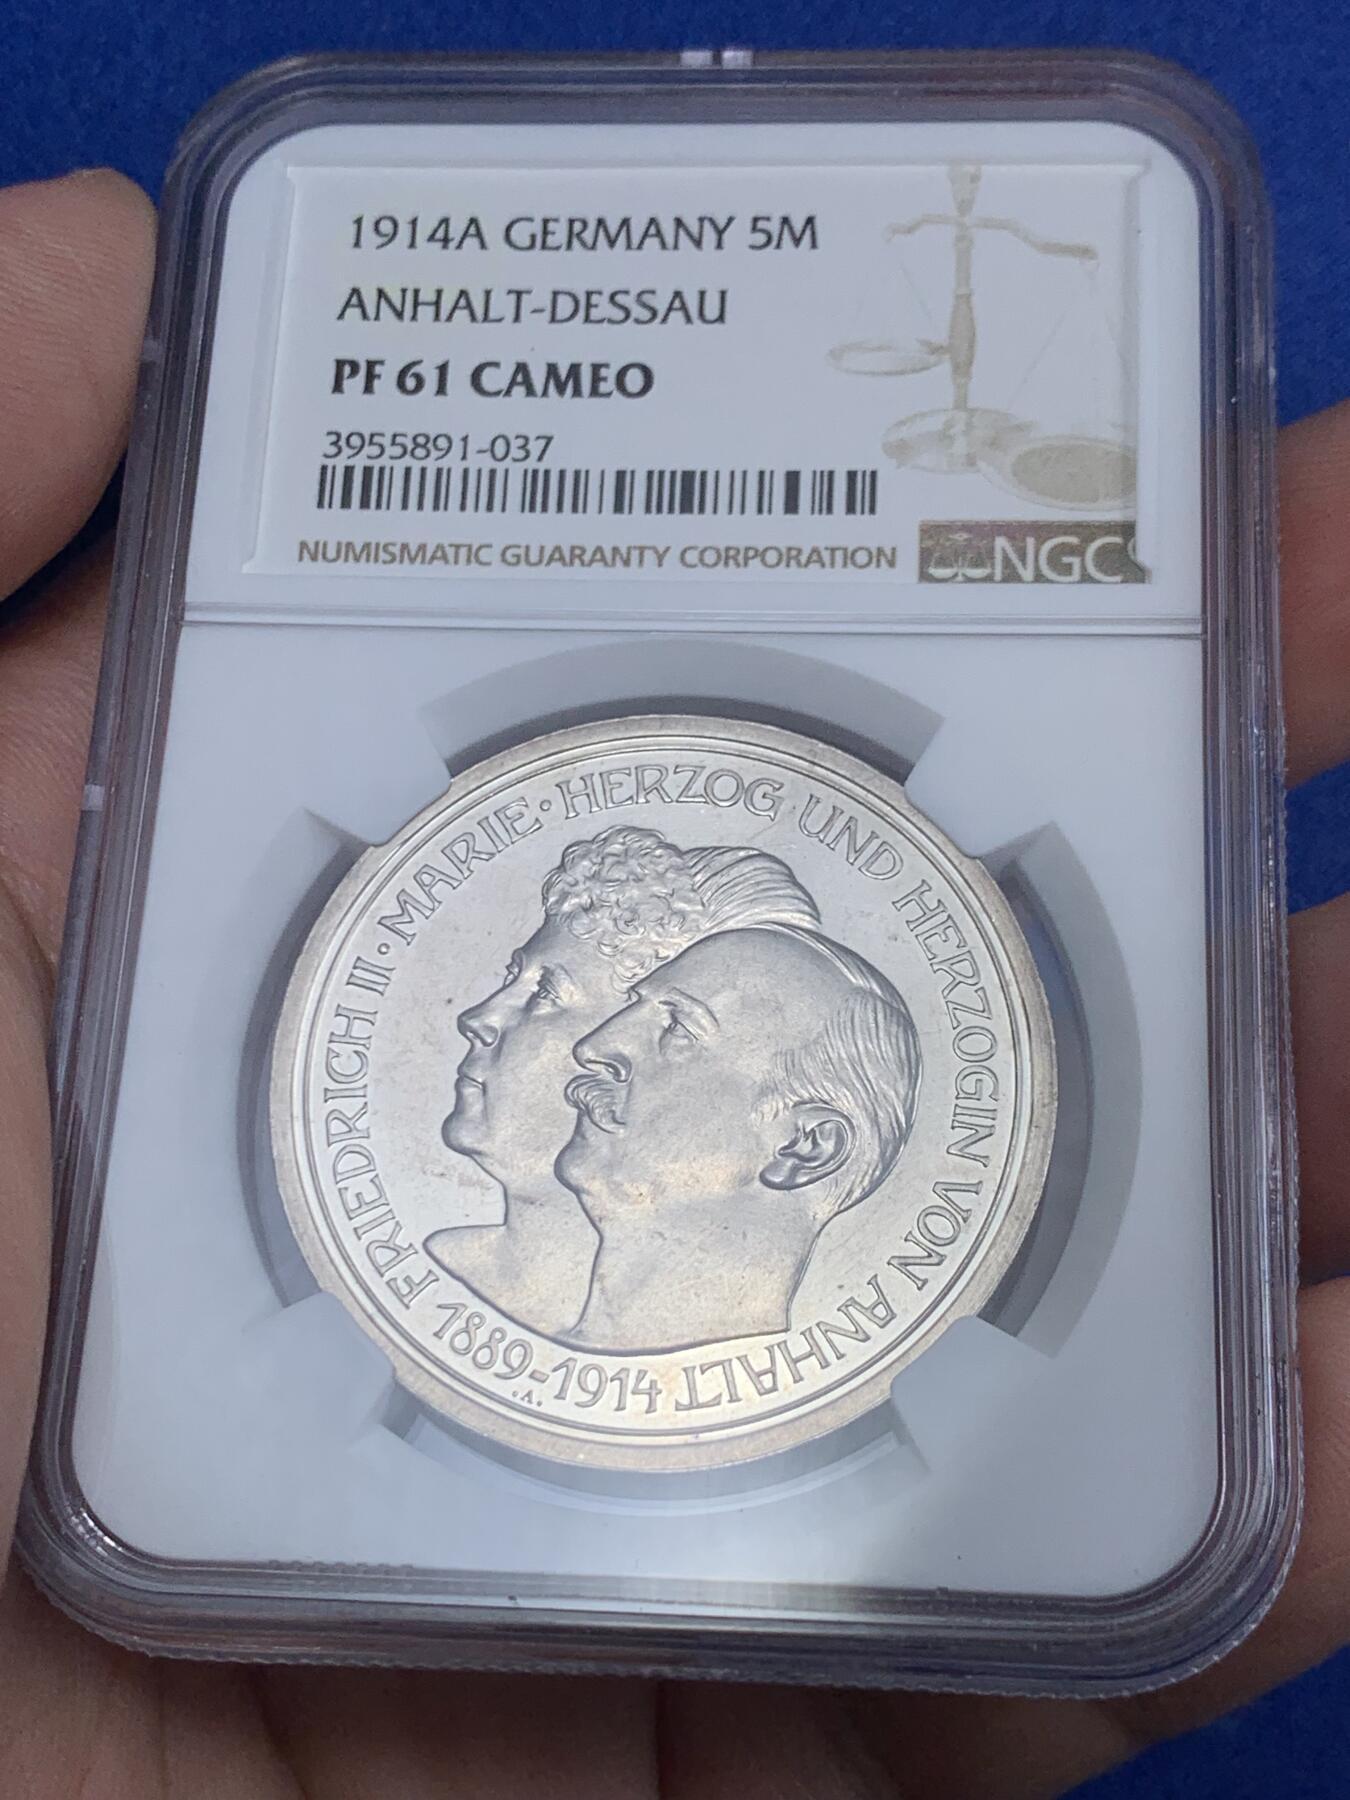 1914A GERMANY 5M
ANHALT-DESSAU
PF 61 CAMEO
3955891-037
NUMISMATIC GUARANTY CORPORATION
NGC
FRIEDRICH III · MARIE · HERZOG UND HERZOGIN VON ANHALT
1889-1914
·A·